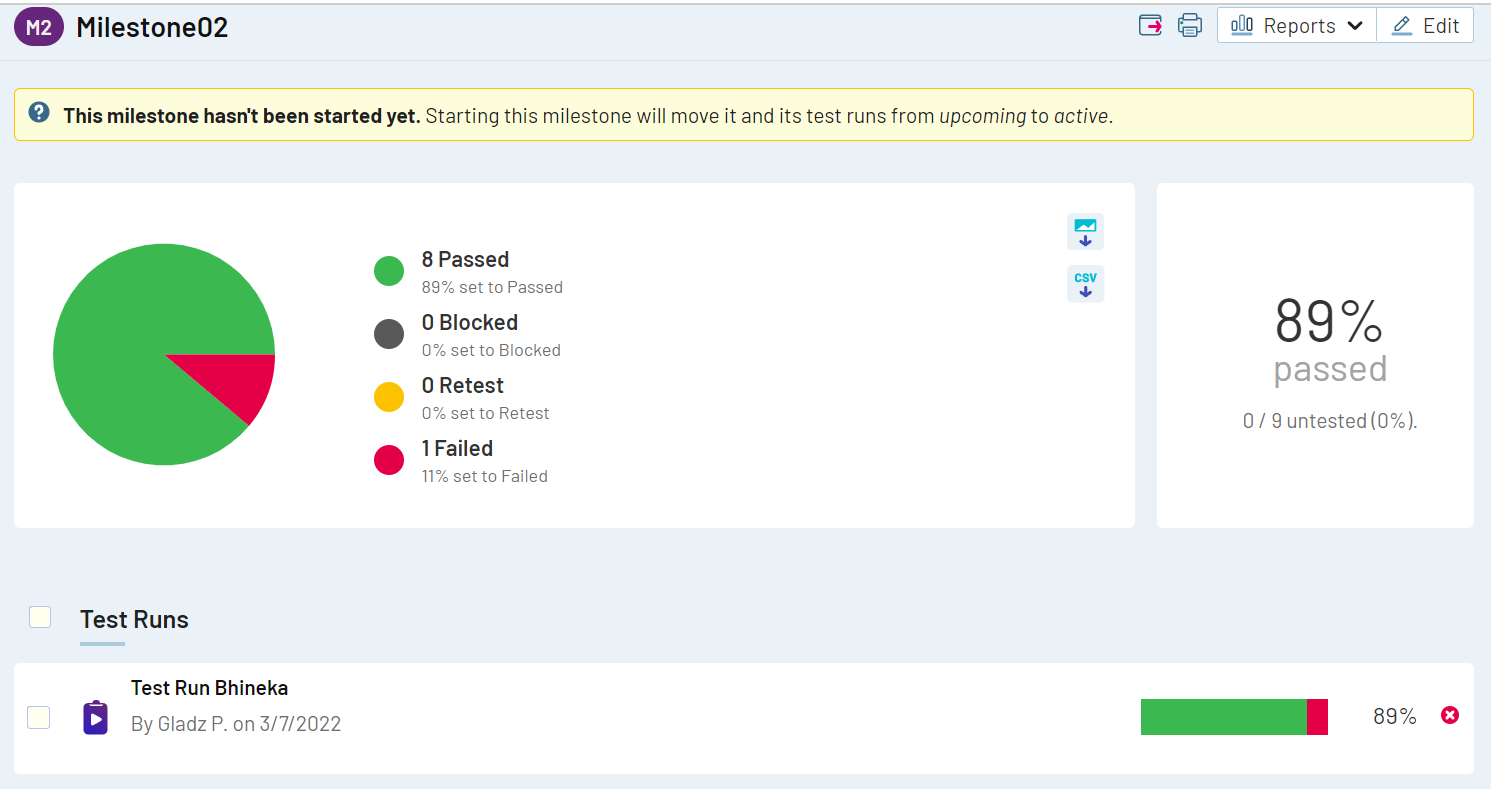 M2 Milestone02
Reports Edit
This milestone hasn't been started yet. Starting this milestone will move it and its test runs from upcoming to active.
8 Passed
89% set to Passed
0 Blocked
0% set to Blocked
0 Retest
0% set to Retest
1 Failed
11% set to Failed
CSV
89%
passed
0 / 9 untested (0%).
Test Runs
Test Run Bhineka
By Gladz P. on 3/7/2022
89%